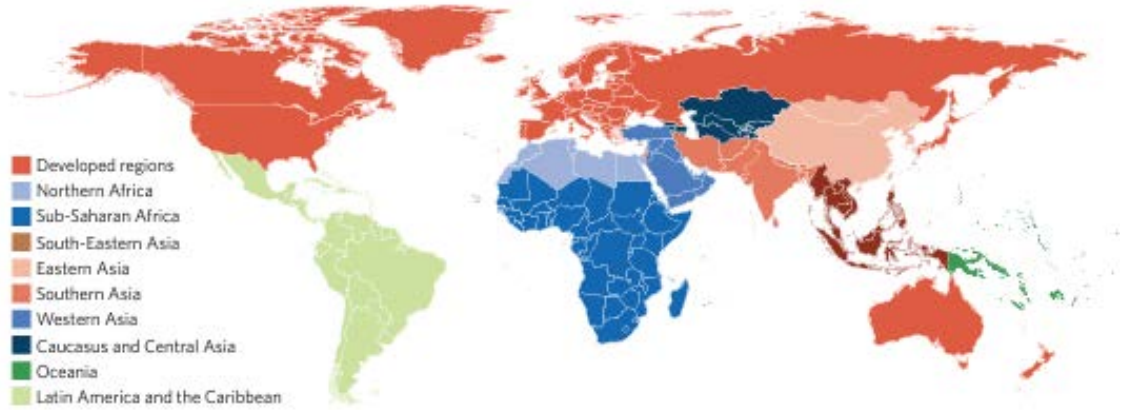 Developed regions
Northern Africa
Sub-Saharan Africa
South-Eastern Asia
Eastern Asia
Southern Asia
Western Asia
Caucasus and Central Asia
Oceania
Latin America and the Caribbean